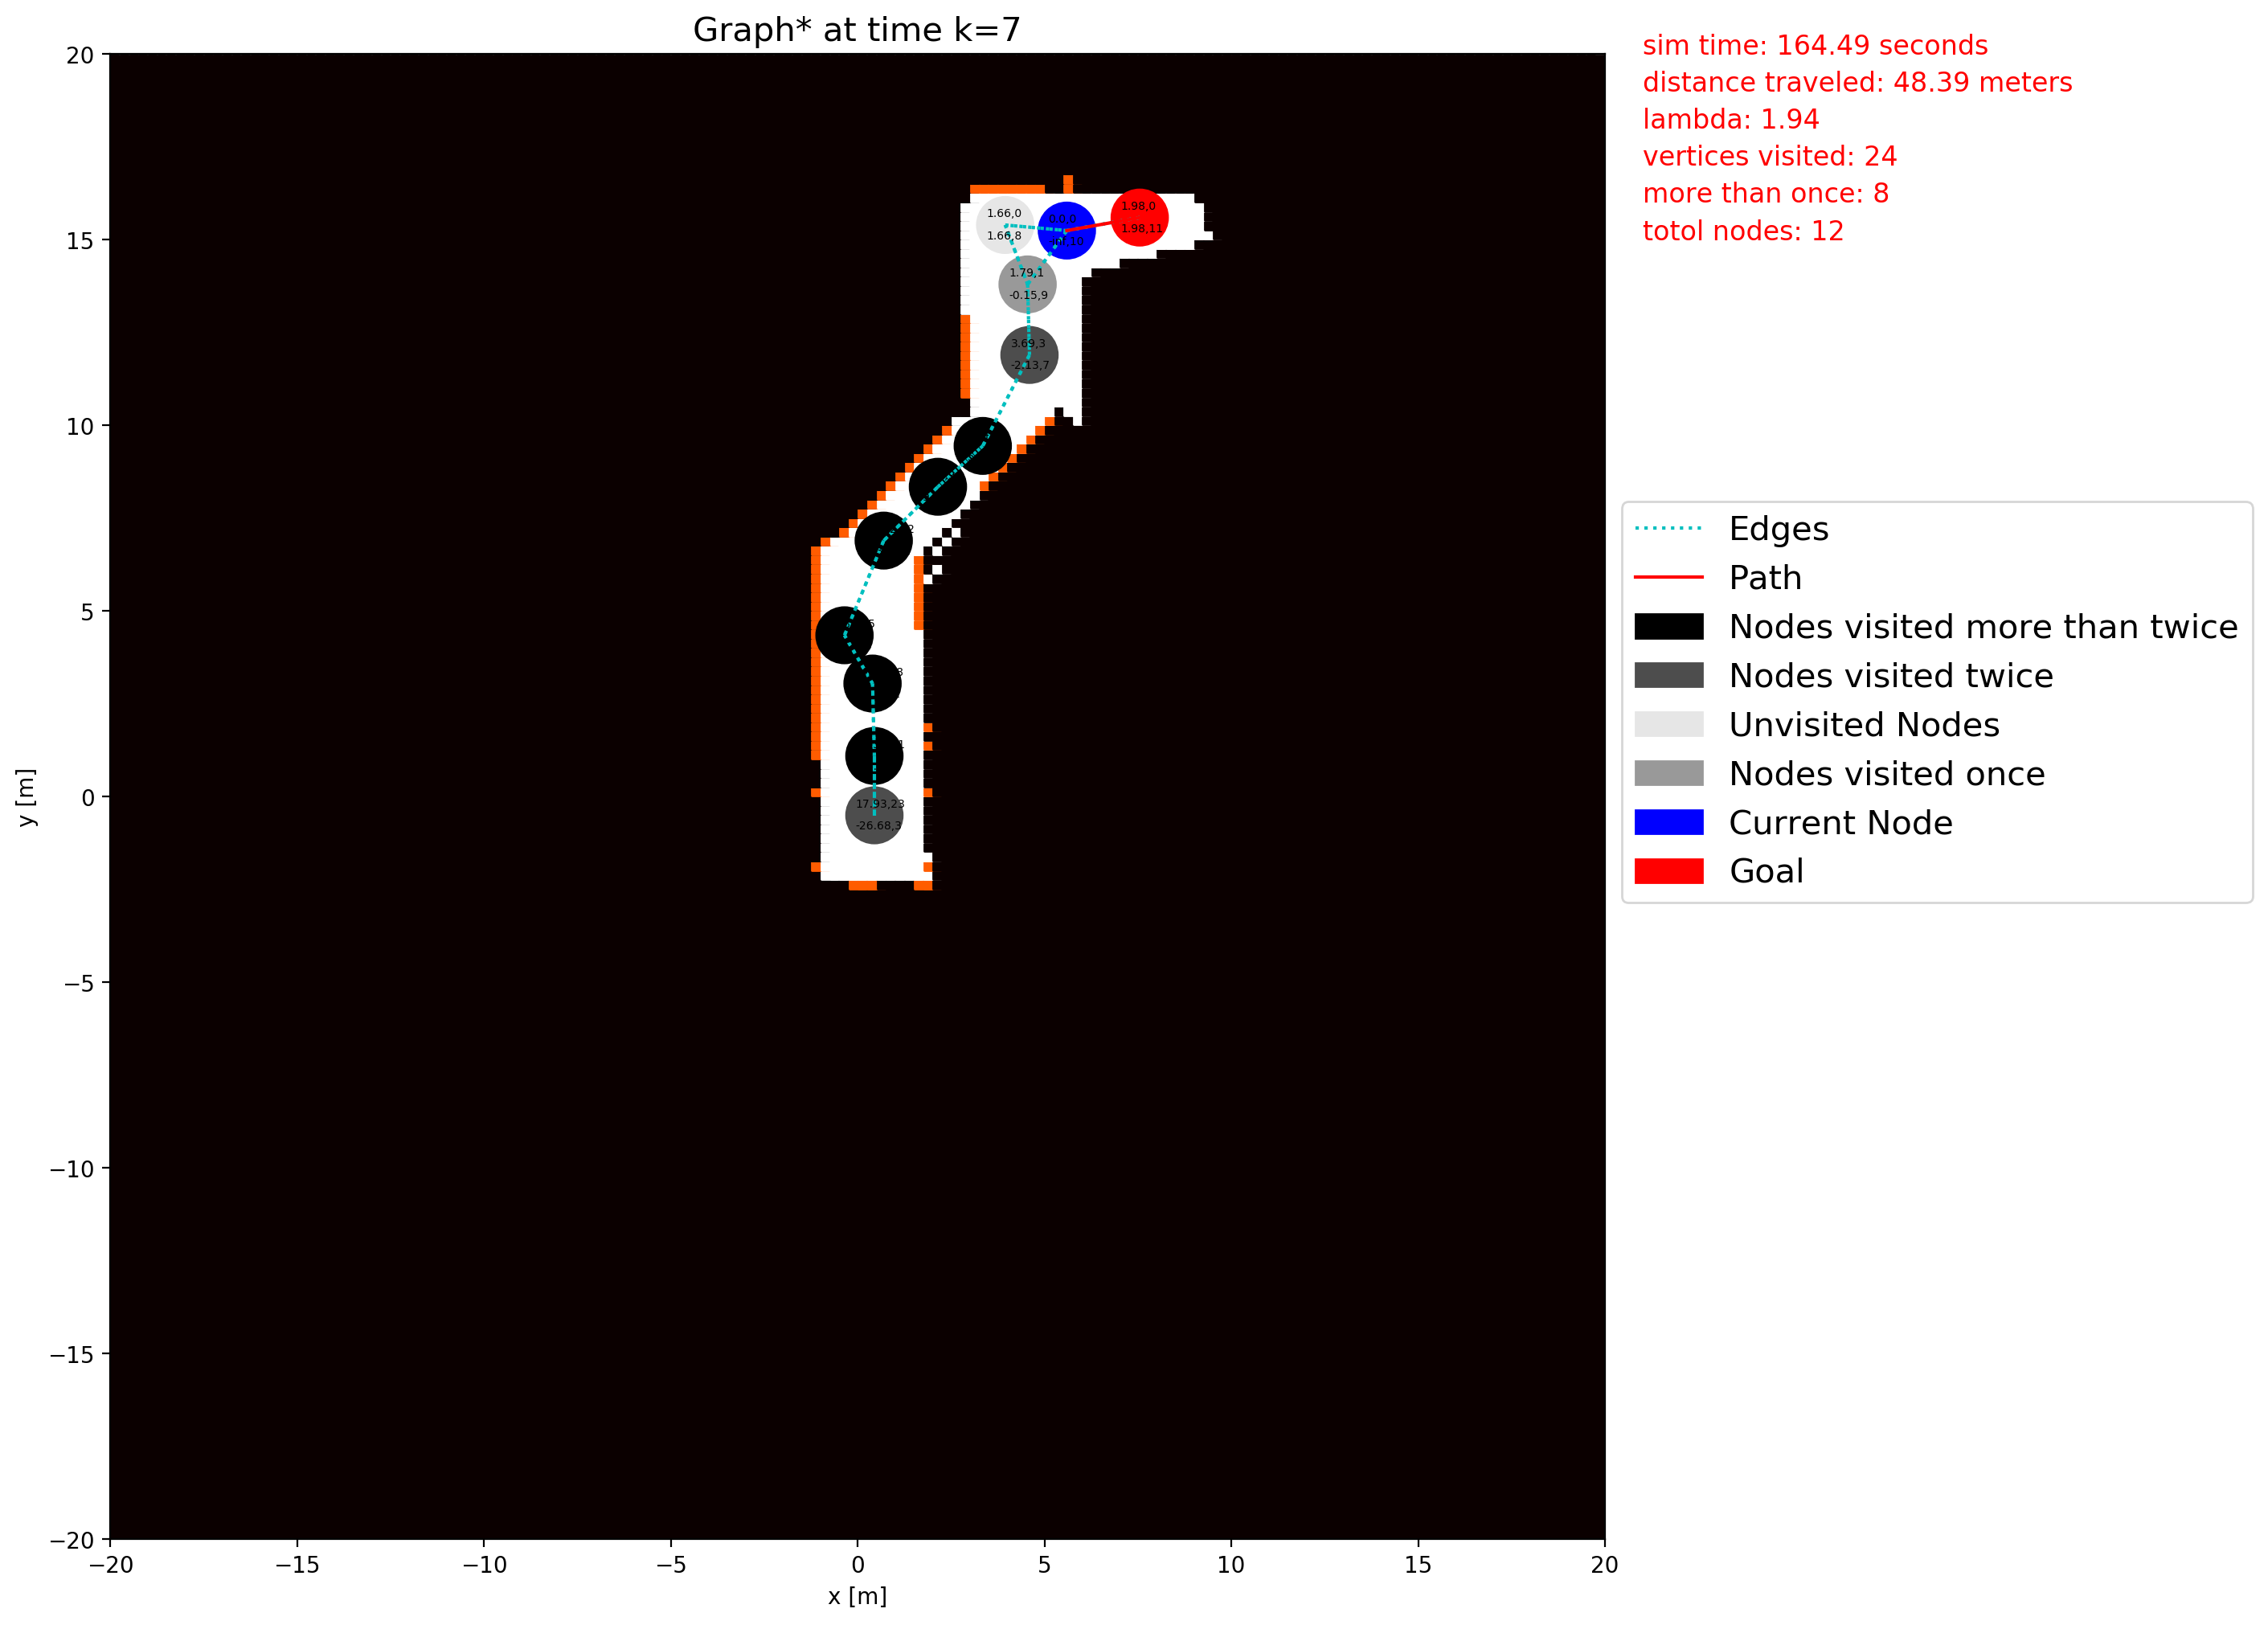 Graph* at time k=7
sim time: 164.49 seconds
distance traveled: 48.39 meters
lambda: 1.94
vertices visited: 24
more than once: 8
totol nodes: 12
20
15
10
5
0
−5
−10
−15
−20
y [m]
1.66,0
1.66,8
0.0,0
1.98,0
1.98,11
1.79,1
-0.15,9
3.69,3
-2.13,7
17.93,23
-26.68,3
−20
−15
−10
−5
0
5
10
15
20
x [m]
Edges
Path
Nodes visited more than twice
Nodes visited twice
Unvisited Nodes
Nodes visited once
Current Node
Goal